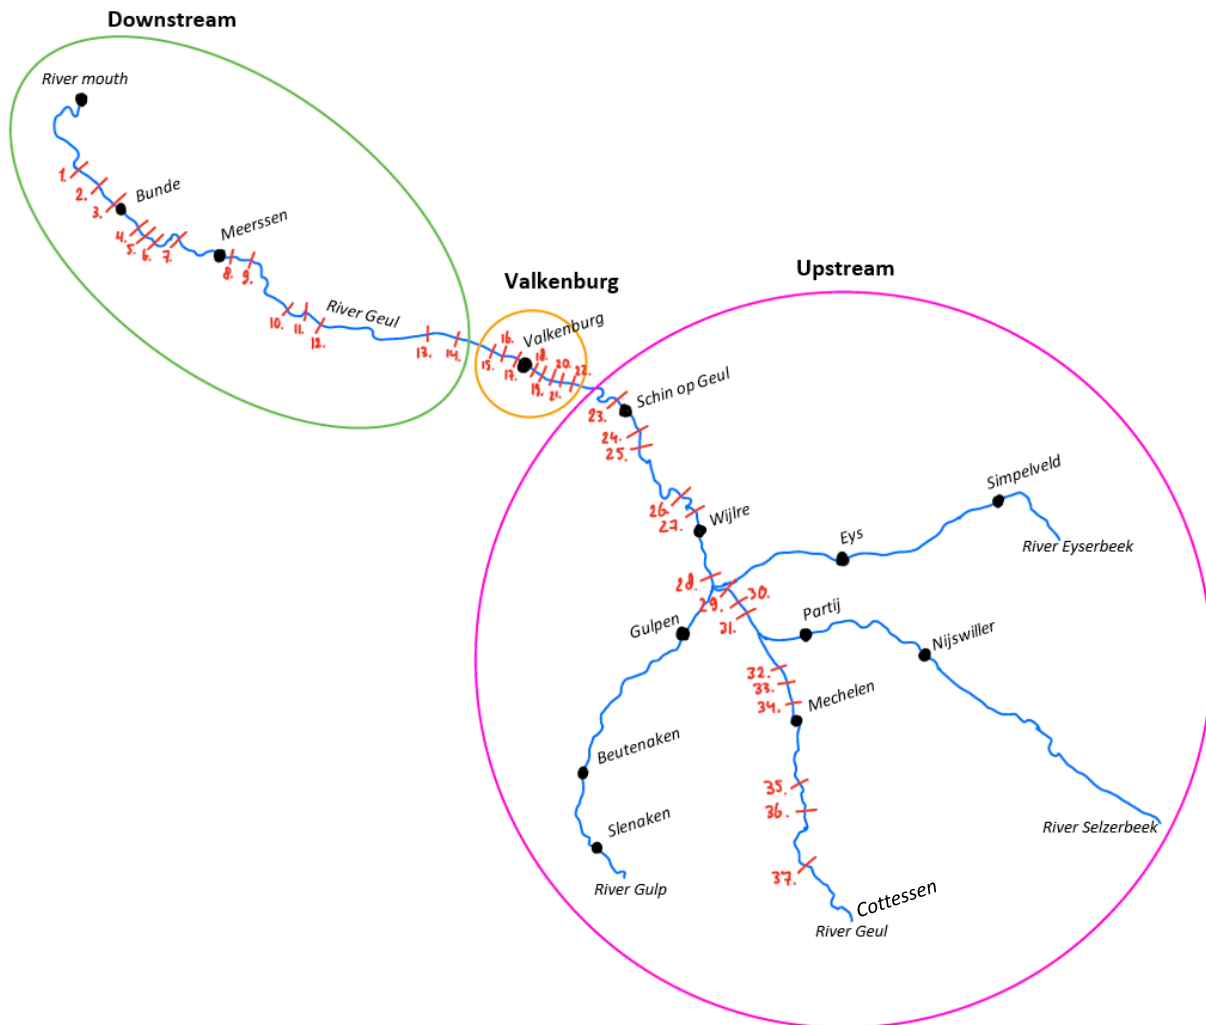 Downstream
River mouth
1.
2.
3.
Bunde
4.
5.
6.
7.
Meerssen
8.
9.
10.
11.
12.
River Geul
13.
14.
Valkenburg
15.
16.
17.
Valkenburg
18.
19.
20.
21.
22.
Upstream
23.
Schin op Geul
24.
25.
26.
27.
Wijlre
28.
29.
30.
31.
Simpelveld
Eys
River Eyserbeek
Gulpen
Partij
Nijswiller
32.
33.
34.
Mechelen
Beutenaken
35.
36.
Slenaken
River Selzerbeek
37.
River Gulp
Cottessen
River Geul